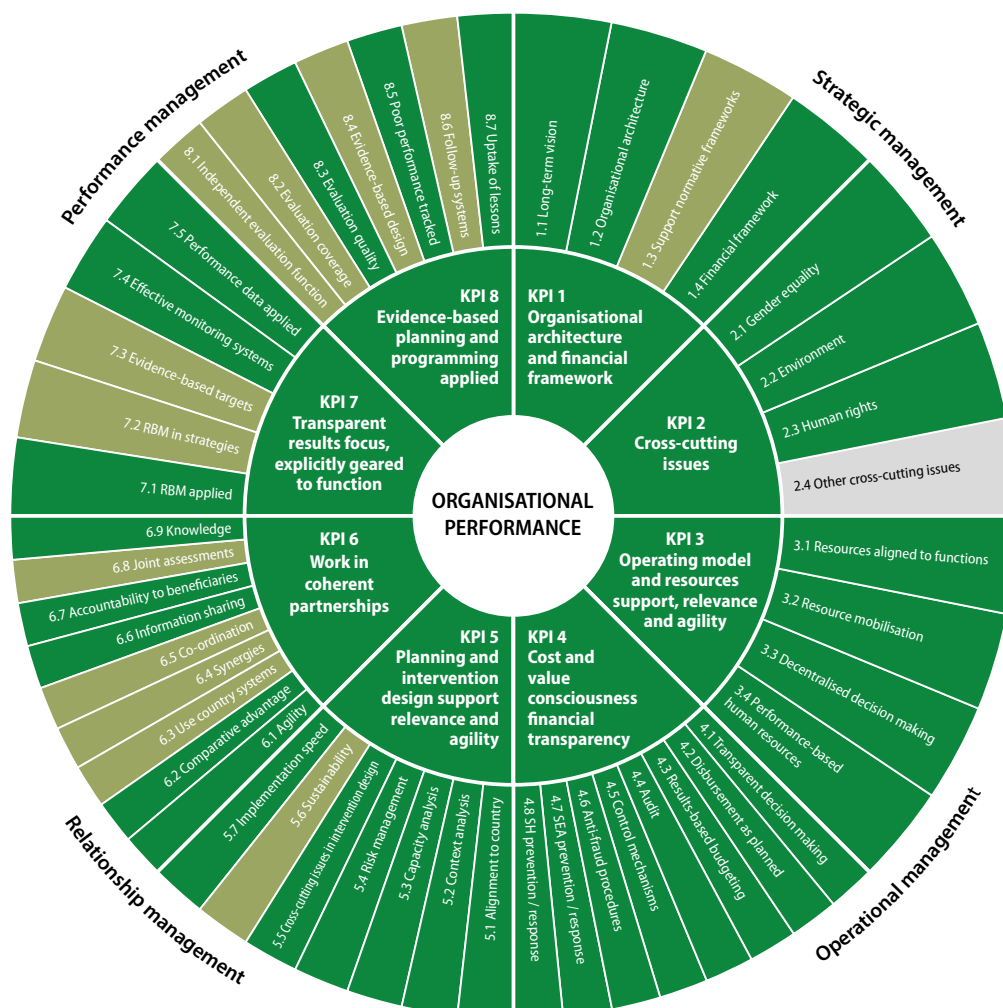 Performance management
Strategic management
Operational management
Relationship management
ORGANISATIONAL
PERFORMANCE
KPI 1
Organisational
architecture
and financial
framework
1.1 Long-term vision
1.2 Organisational architecture
1.3 Support normative frameworks
1.4 Financial framework
KPI 2
Cross-cutting
issues
2.1 Gender equality
2.2 Environment
2.3 Human rights
2.4 Other cross-cutting issues
KPI 3
Operating model
and resources
support, relevance
and agility
3.1 Resources aligned to functions
3.2 Resource mobilisation
3.3 Decentralised decision making
3.4 Performance-based
human resources
KPI 4
Cost and
value
consciousness
financial
transparency
4.1 Transparent decision making
4.2 Disbursement as planned
4.3 Results-based budgeting
4.4 Audit
4.5 Control mechanisms
4.6 Anti-fraud procedures
4.7 SEA prevention / response
4.8 SH prevention / response
KPI 5
Planning and
intervention
design support
relevance and
agility
5.1 Alignment to country
5.2 Context analysis
5.3 Capacity analysis
5.4 Risk management
5.5 Cross-cutting issues in intervention design
5.6 Sustainability
5.7 Implementation speed
KPI 6
Work in
coherent
partnerships
6.1 Agility
6.2 Comparative advantage
6.3 Use country systems
6.4 Synergies
6.5 Co-ordination
6.6 Information sharing
6.7 Accountability to beneficiaries
6.8 Joint assessments
6.9 Knowledge
KPI 7
Transparent
results focus,
explicitly geared
to function
7.1 RBM applied
7.2 RBM in strategies
7.3 Evidence-based targets
7.4 Effective monitoring systems
7.5 Performance data applied
KPI 8
Evidence-based
planning and
programming
applied
8.1 Independent evaluation function
8.2 Evaluation coverage
8.3 Evaluation quality
8.4 Evidence-based design
8.5 Poor performance tracked
8.6 Follow-up systems
8.7 Uptake of lessons